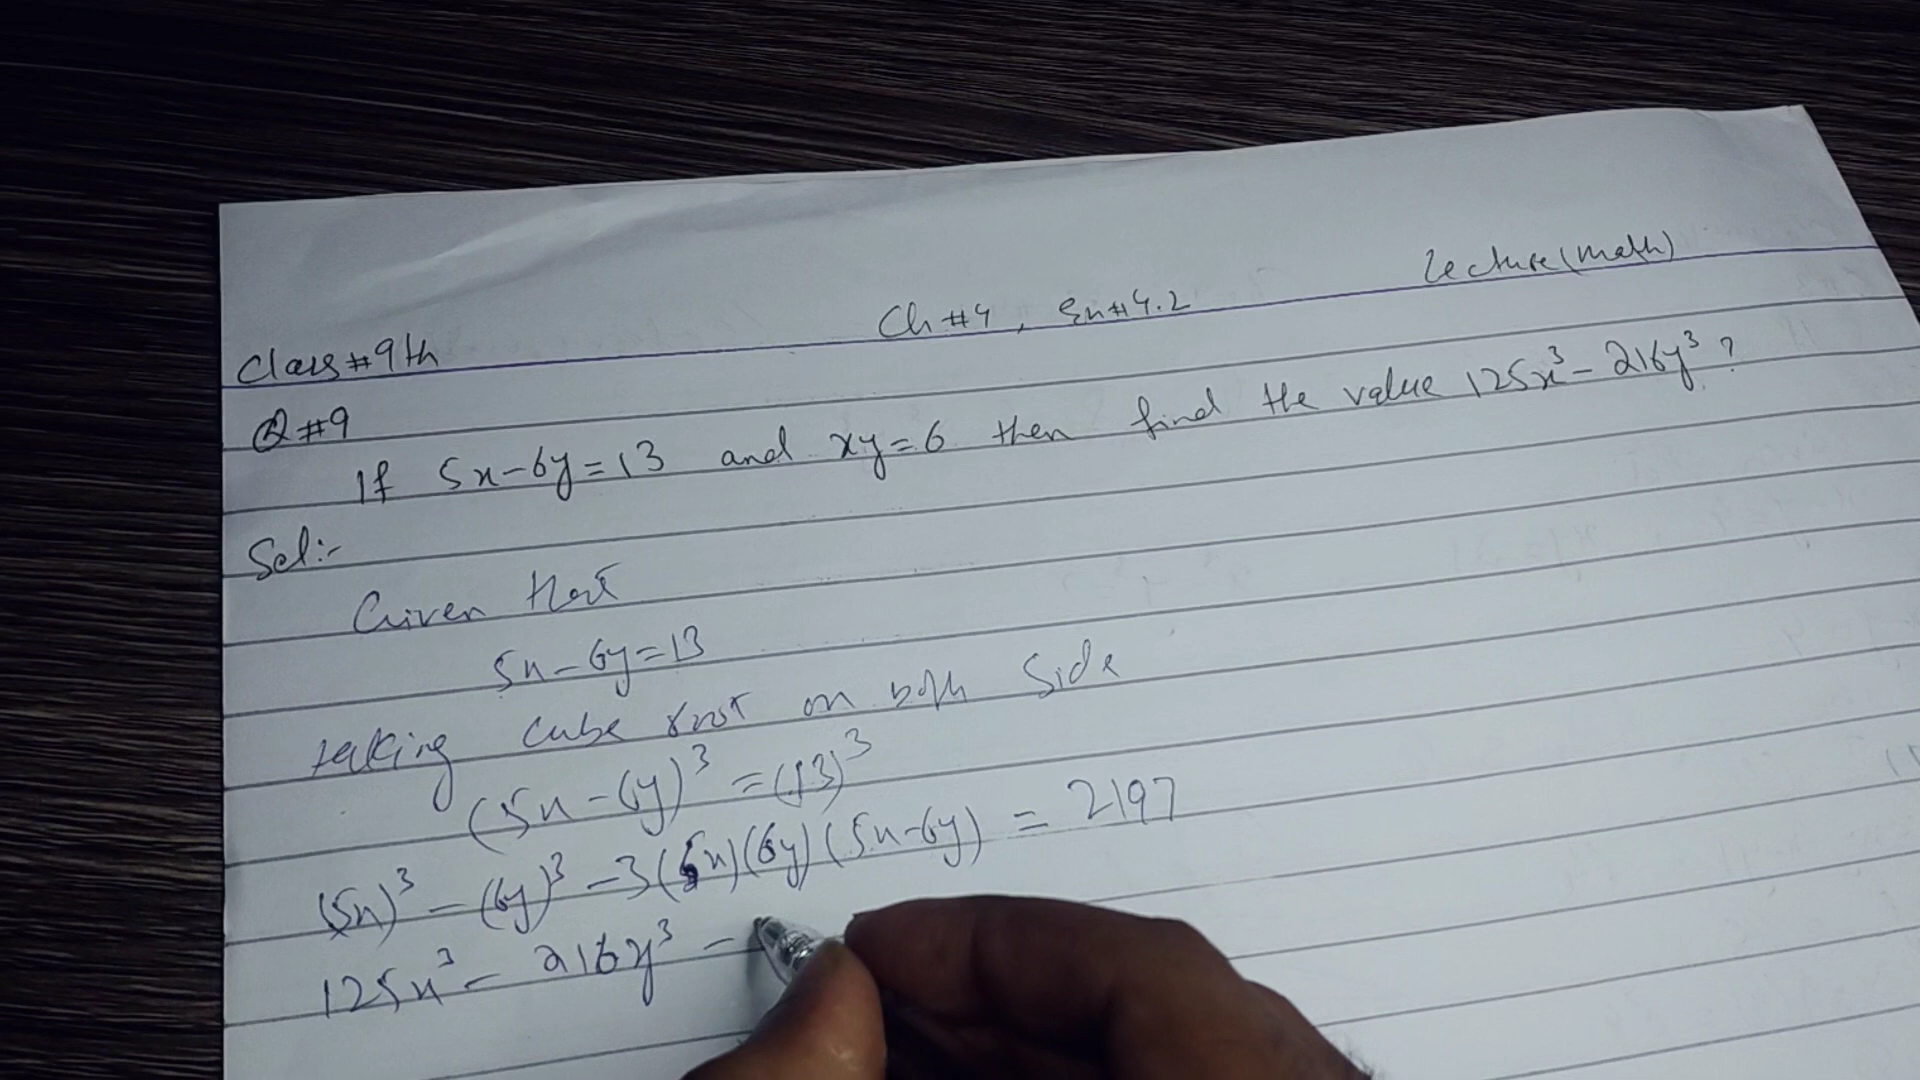 Lecture (math)
Ch #4 , Ex #4.2
Class #9th
Q #9
If 5x-6y=13 and xy=6 then find the value 125x³-216y³?
Sol:-
Given that
5x-6y=13
taking cube root on both side
(5x-6y)³=(13)³
(5x)³-(6y)³-3(5x)(6y)(5x-6y)=2197
125x³-216y³-